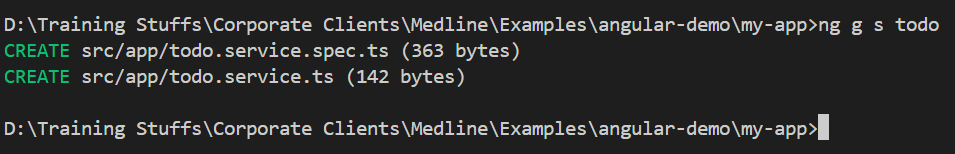 D:\Training Stuffs\Corporate Clients\Medline\Examples\angular-demo\my-app>ng g s todo
CREATE src/app/todo.service.spec.ts (363 bytes)
CREATE src/app/todo.service.ts (142 bytes)
D:\Training Stuffs\Corporate Clients\Medline\Examples\angular-demo\my-app>